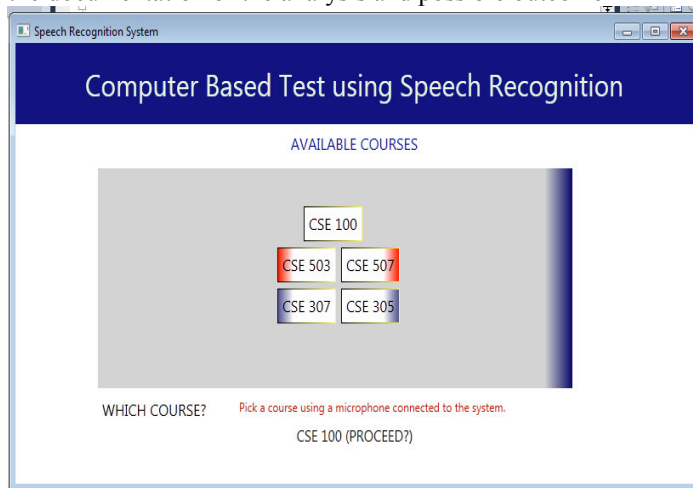 Speech Recognition System
Computer Based Test using Speech Recognition
AVAILABLE COURSES
CSE 100
CSE 503 CSE 507
CSE 307 CSE 305
WHICH COURSE? Pick a course using a microphone connected to the system.
CSE 100 (PROCEED?)